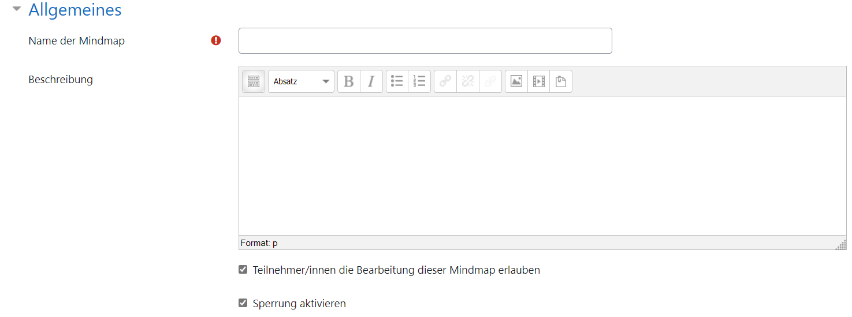 Allgemeines
Name der Mindmap
Beschreibung
Absatz B I
Format: p
Teilnehmer/innen die Bearbeitung dieser Mindmap erlauben
Sperrung aktivieren